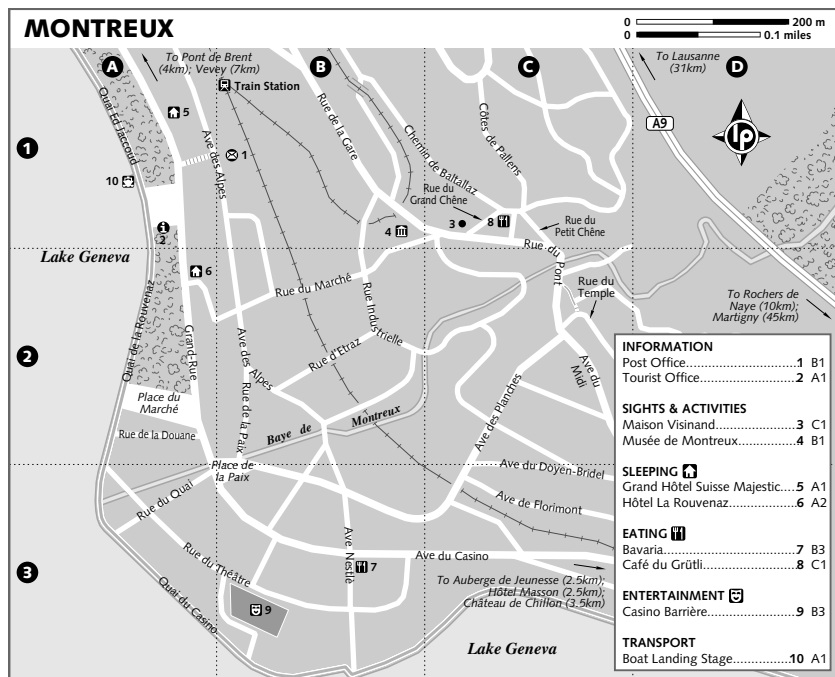 MONTREUX
0 200 m
0 0.1 miles
A
B
C
D
1
2
3
To Pont de Brent
(4km); Vevey (7km)
Train Station
To Lausanne
(31km)
A9
lp
Quai Ed Jaccoud
5
Ave des Alpes
1
10
2
Rue de la Gare
Chemin de Baltallaz
Côtes de Pallens
Rue du
Grand Chêne
3
8
4
Rue du
Petit Chêne
Rue du Pont
Lake Geneva
6
Rue du Marché
Rue Industrielle
Rue du
Temple
To Rochers de
Naye (10km);
Martigny (45km)
Quai de la Rouvenaz
Grand-Rue
Ave des Alpes
Rue d'Etraz
Ave du Midi
Ave des Planches
Place du
Marché
Rue de la Paix
Baye de Montreux
Rue de la Douane
Place de
la Paix
Ave du Doyen-Bridel
Ave de Florimont
Rue du Quai
Ave Nestlè
Rue du Théâtre
7
Ave du Casino
Quai du Casino
9
To Auberge de Jeunesse (2.5km);
Hôtel Masson (2.5km);
Château de Chillon (3.5km)
Lake Geneva
INFORMATION
Post Office 1 B1
Tourist Office 2 A1
SIGHTS & ACTIVITIES
Maison Visinand 3 C1
Musée de Montreux 4 B1
SLEEPING
Grand Hôtel Suisse Majestic 5 A1
Hôtel La Rouvenaz 6 A2
EATING
Bavaria 7 B3
Café du Grütli 8 C1
ENTERTAINMENT
Casino Barrière 9 B3
TRANSPORT
Boat Landing Stage 10 A1